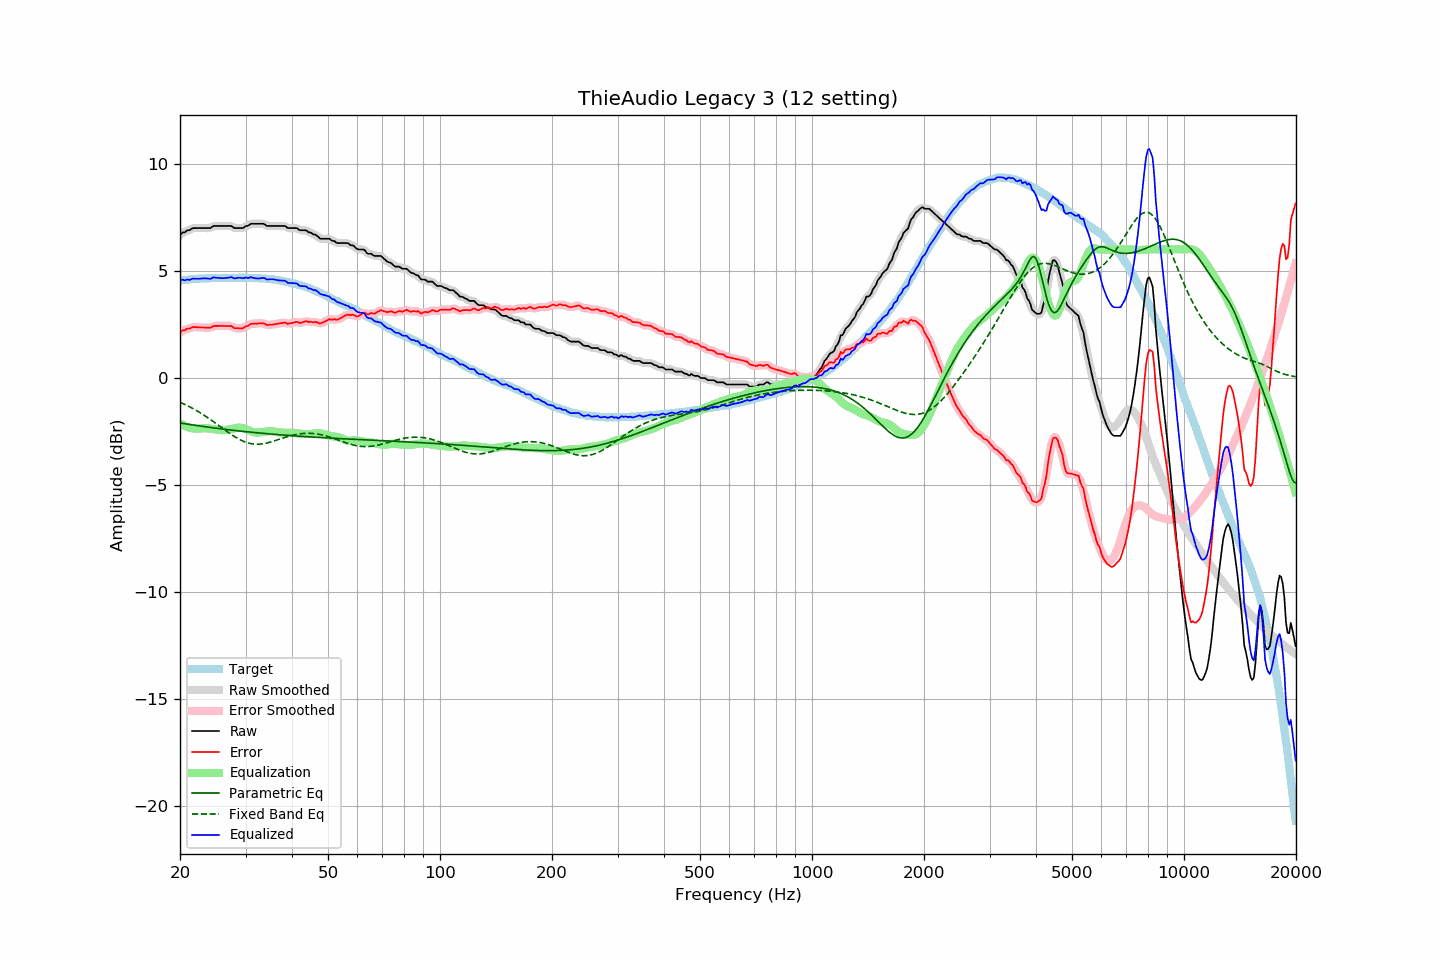 ThieAudio Legacy 3 (12 setting)
10
5
0
−5
−10
−15
−20
Amplitude (dBr)
Target
Raw Smoothed
Error Smoothed
Raw
Error
Equalization
Parametric Eq
Fixed Band Eq
Equalized
20 50 100 200 500 1000 2000 5000 10000 20000
Frequency (Hz)